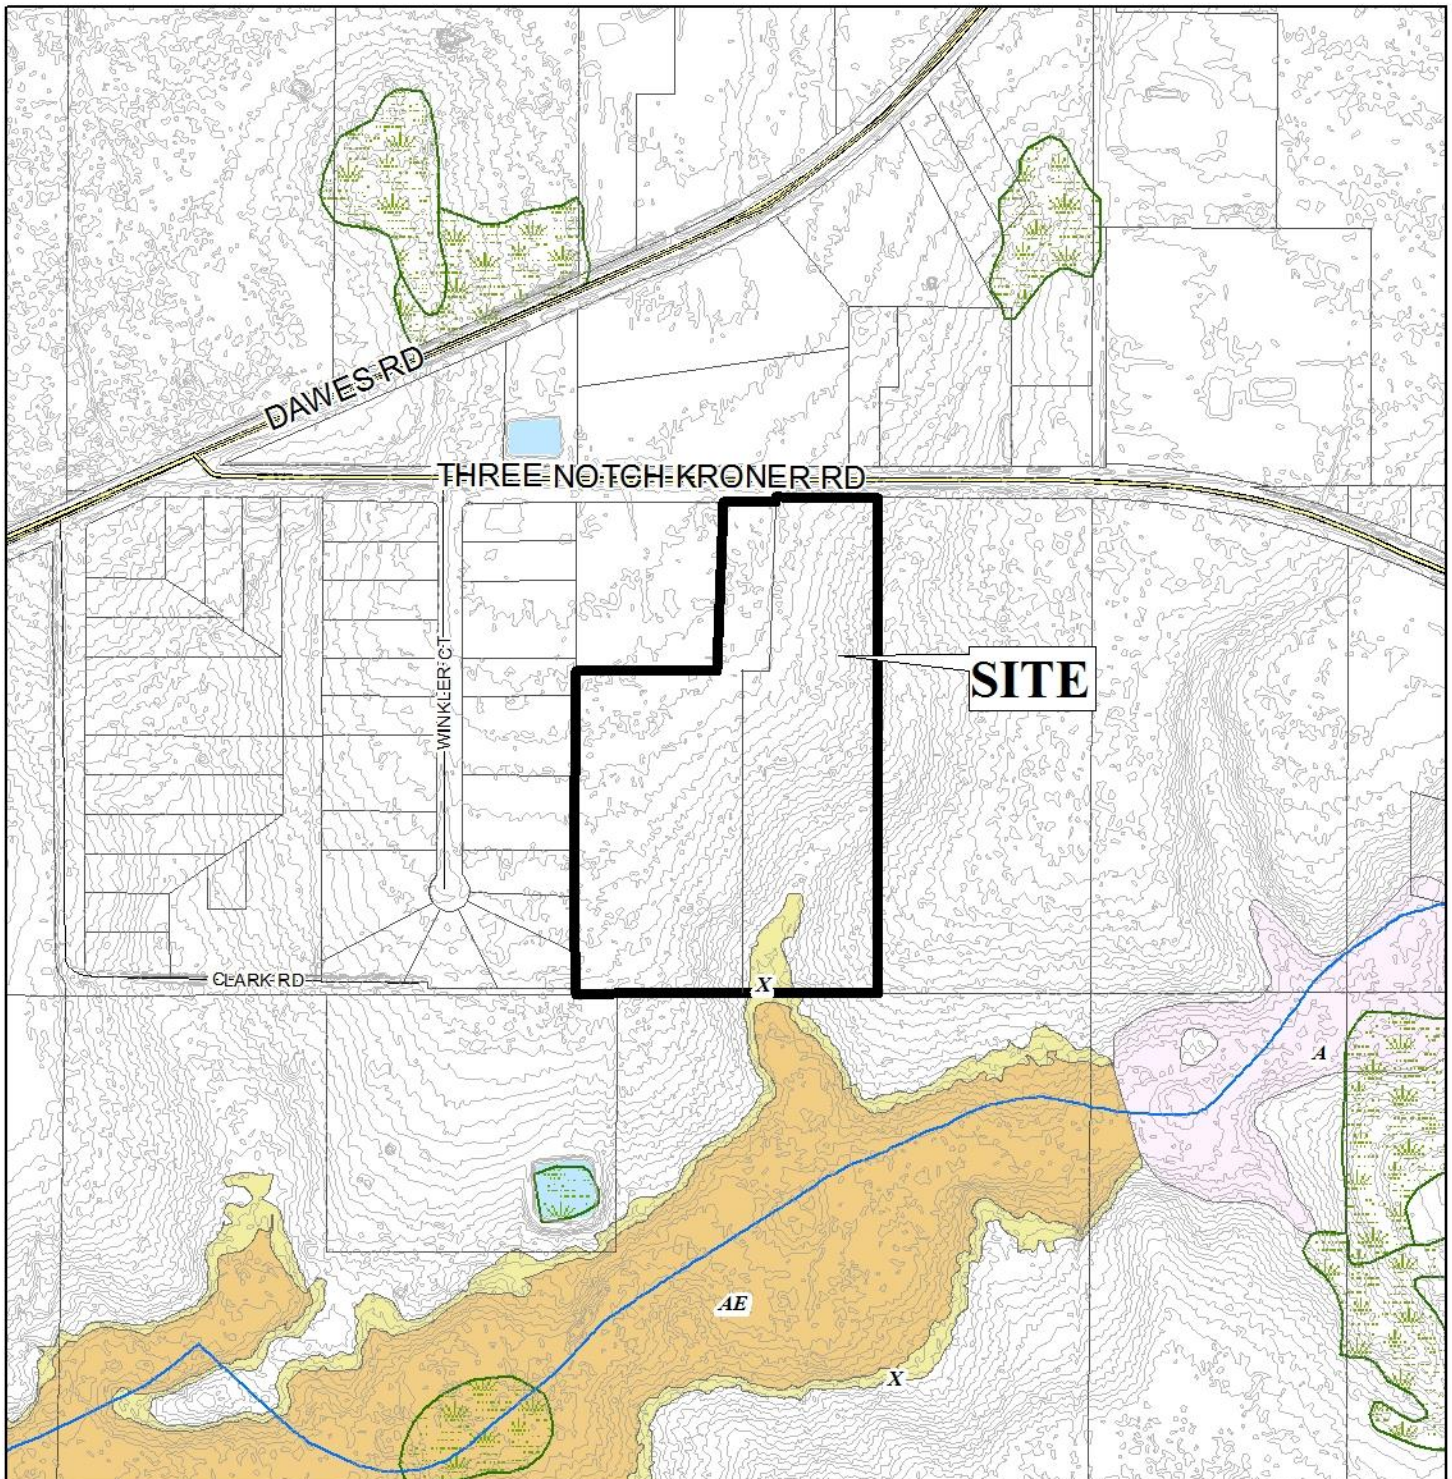 DAWES RD
THREE NOTCH KRONER RD
WINKLER CT
SITE
CLARK RD
X
A
AE
X